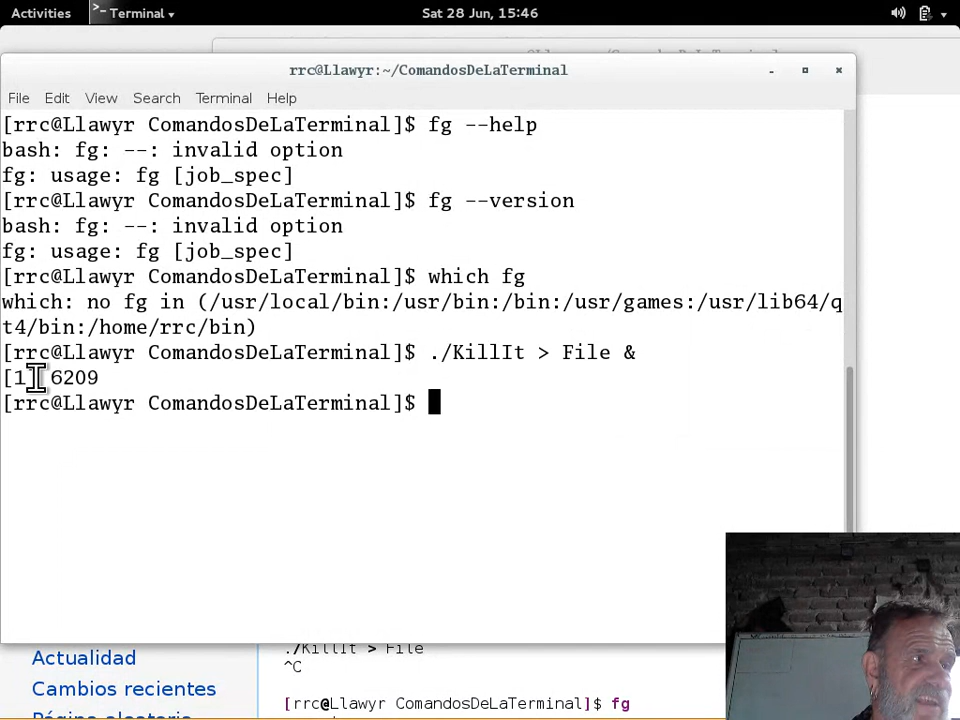 Activities
Terminal
Sat 28 Jun, 15:46
rrc@Llawyr:~/ComandosDeLaTerminal
File Edit View Search Terminal Help
[rrc@Llawyr ComandosDeLaTerminal]$ fg --help
bash: fg: --: invalid option
fg: usage: fg [job_spec]
[rrc@Llawyr ComandosDeLaTerminal]$ fg --version
bash: fg: --: invalid option
fg: usage: fg [job_spec]
[rrc@Llawyr ComandosDeLaTerminal]$ which fg
which: no fg in (/usr/local/bin:/usr/bin:/bin:/usr/games:/usr/lib64/q
t4/bin:/home/rrc/bin)
[rrc@Llawyr ComandosDeLaTerminal]$ ./KillIt > File &
[1] 6209
[rrc@Llawyr ComandosDeLaTerminal]$
./KillIt > File
^C
[rrc@Llawyr ComandosDeLaTerminal]$ fg
Actualidad
Cambios recientes
Página aleatoria